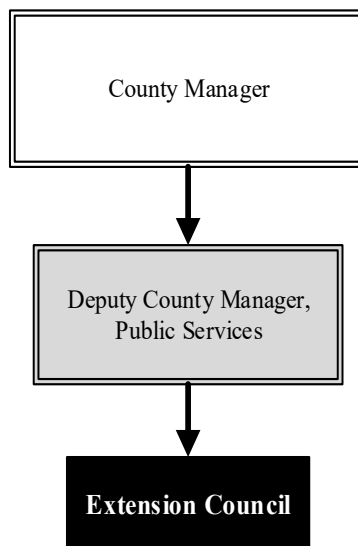 County Manager
Deputy County Manager,
Public Services
Extension Council